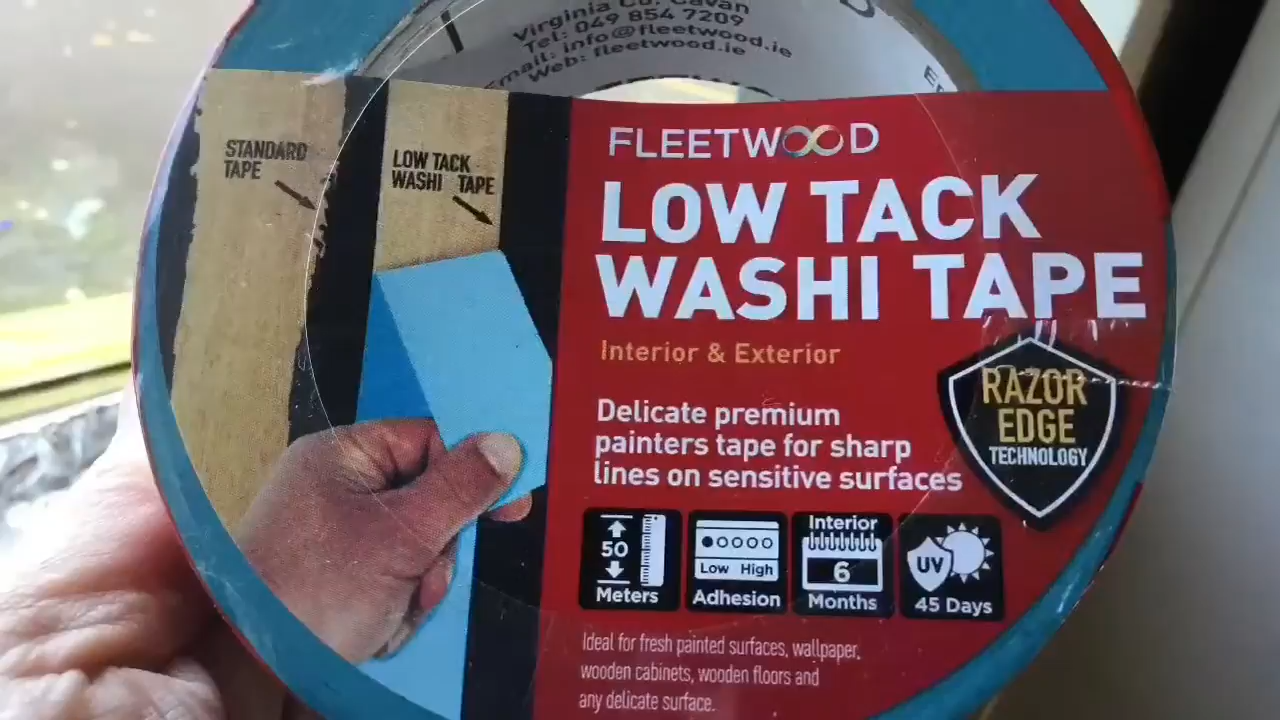 Virginia Co. Cavan
Tel: 049 854 7209
Email: info@fleetwood.ie
Web: fleetwood.ie
STANDARD
TAPE
LOW TACK
WASHI TAPE
FLEETWOOD
LOW TACK
WASHI TAPE
Interior & Exterior
RAZOR
EDGE
TECHNOLOGY
Delicate premium
painters tape for sharp
lines on sensitive surfaces
50
Meters
Low High
Adhesion
Interior
6
Months
UV
45 Days
Ideal for fresh painted surfaces, wallpaper,
wooden cabinets, wooden floors and
any delicate surface.